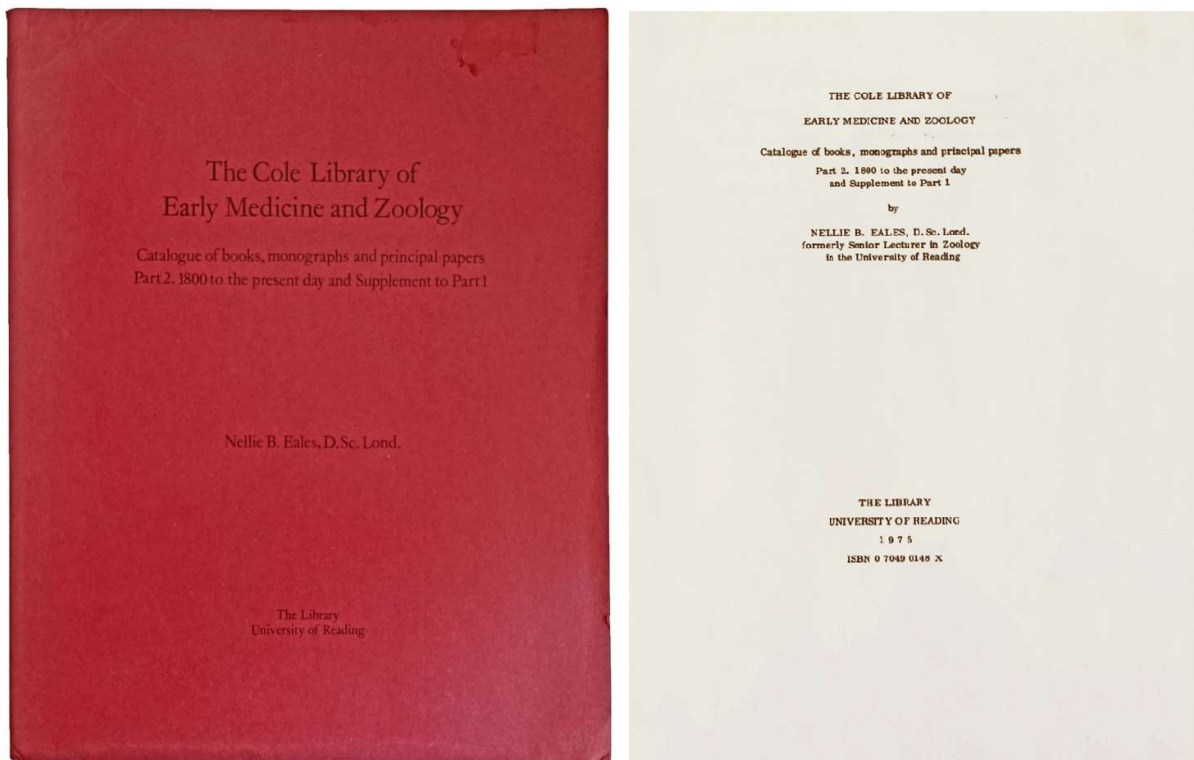 The Cole Library of
Early Medicine and Zoology
Catalogue of books, monographs and principal papers
Part 2. 1800 to the present day and Supplement to Part 1
Nellie B. Eales, D.Sc. Lond.
The Library
University of Reading
THE COLE LIBRARY OF
EARLY MEDICINE AND ZOOLOGY
Catalogue of books, monographs and principal papers
Part 2. 1800 to the present day
and Supplement to Part 1
by
NELLIE B. EALES, D. Sc. Lond.
formerly Senior Lecturer in Zoology
in the University of Reading
THE LIBRARY
UNIVERSITY OF READING
1 9 7 5
ISBN 0 7049 0148 X